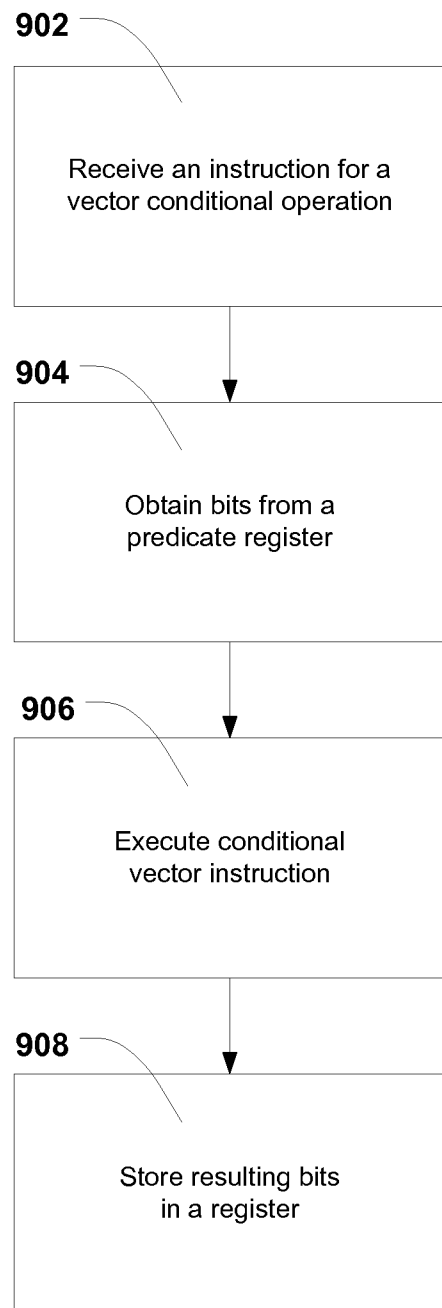 902
Receive an instruction for a
vector conditional operation
904
Obtain bits from a
predicate register
906
Execute conditional
vector instruction
908
Store resulting bits
in a register